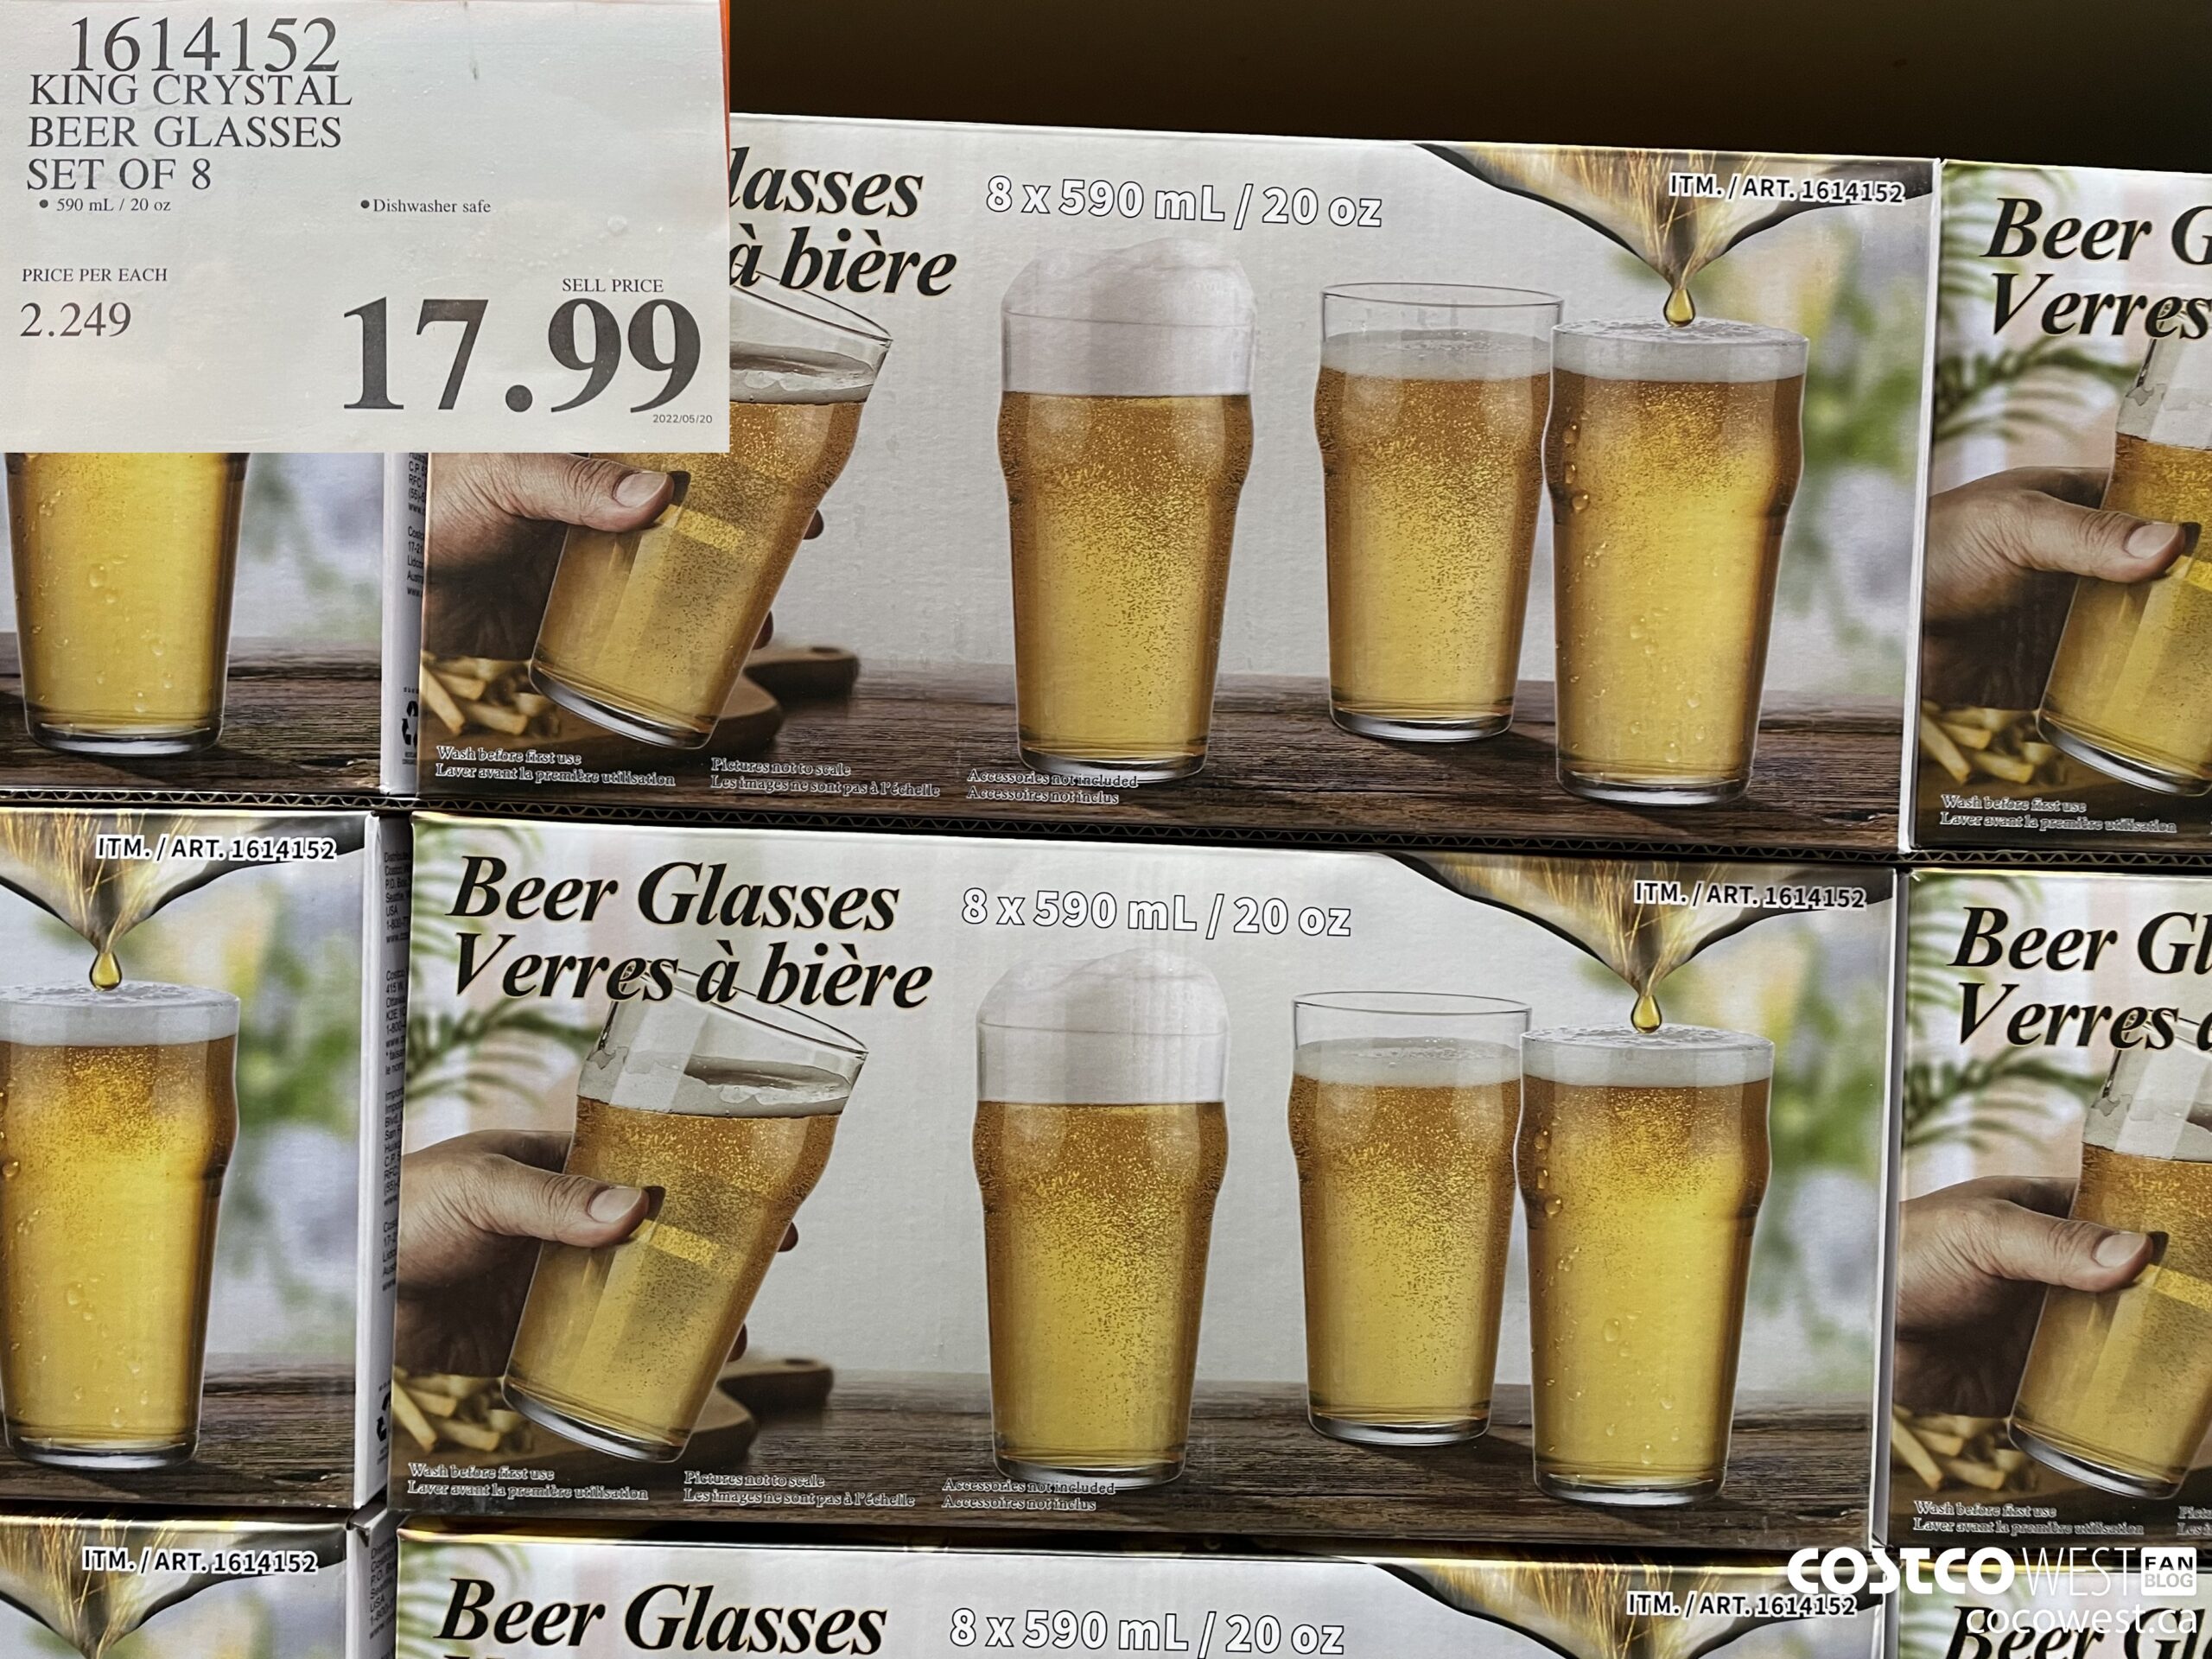 1614152
KING CRYSTAL
BEER GLASSES
SET OF 8
• 590 mL / 20 oz
• Dishwasher safe
PRICE PER EACH
2.249
SELL PRICE
17.99
2022/05/20
lasses
à bière
8 x 590 mL / 20 oz
ITM. / ART. 1614152
Wash before first use
Laver avant la première utilisation
Pictures not to scale
Les images ne sont pas à l'échelle
Accessories not included
Accessoires not inclus
Beer G
Verres
Wash before first use
Laver avant la première utilisation
ITM. / ART. 1614152
Beer Glasses
Verres à bière
8 x 590 mL / 20 oz
ITM. / ART. 1614152
Wash before first use
Laver avant la première utilisation
Pictures not to scale
Les images ne sont pas à l'échelle
Accessories not included
Accessoires not inclus
Beer Gl
Verres à
Wash before first use
Laver avant la première utilisation
ITM. / ART. 1614152
Beer Glasses
8 x 590 mL / 20 oz
ITM. / ART. 1614152
Beer Gl
COSTCO WEST FAN BLOG
cocowest.ca